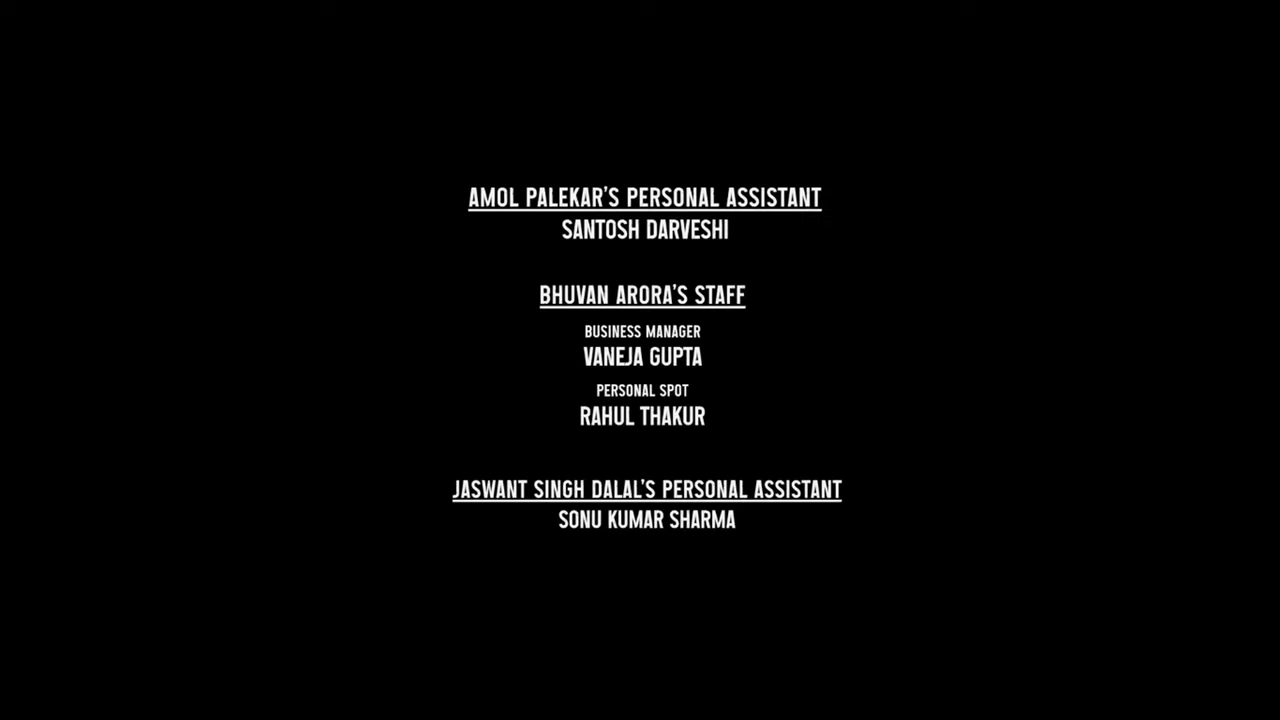 AMOL PALEKAR'S PERSONAL ASSISTANT
SANTOSH DARVESHI
BHUVAN ARORA'S STAFF
BUSINESS MANAGER
VANEJA GUPTA
PERSONAL SPOT
RAHUL THAKUR
JASWANT SINGH DALAL'S PERSONAL ASSISTANT
SONU KUMAR SHARMA